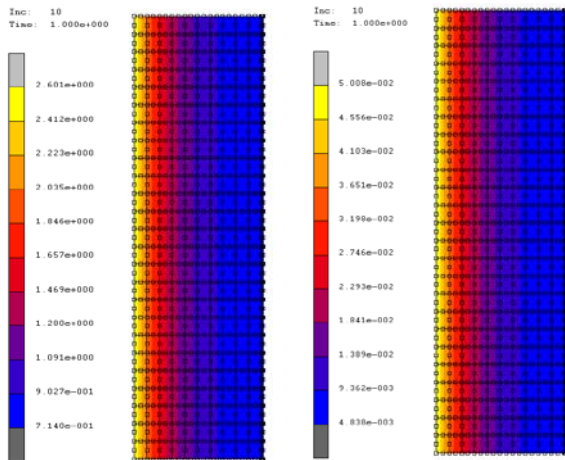 Inc: 10
Time: 1.000e+000
2.601e+000
2.412e+000
2.223e+000
2.035e+000
1.846e+000
1.657e+000
1.469e+000
1.280e+000
1.091e+000
9.027e-001
7.140e-001
Inc: 10
Time: 1.000e+000
5.008e-002
4.556e-002
4.103e-002
3.651e-002
3.198e-002
2.746e-002
2.293e-002
1.841e-002
1.389e-002
9.362e-003
4.838e-003